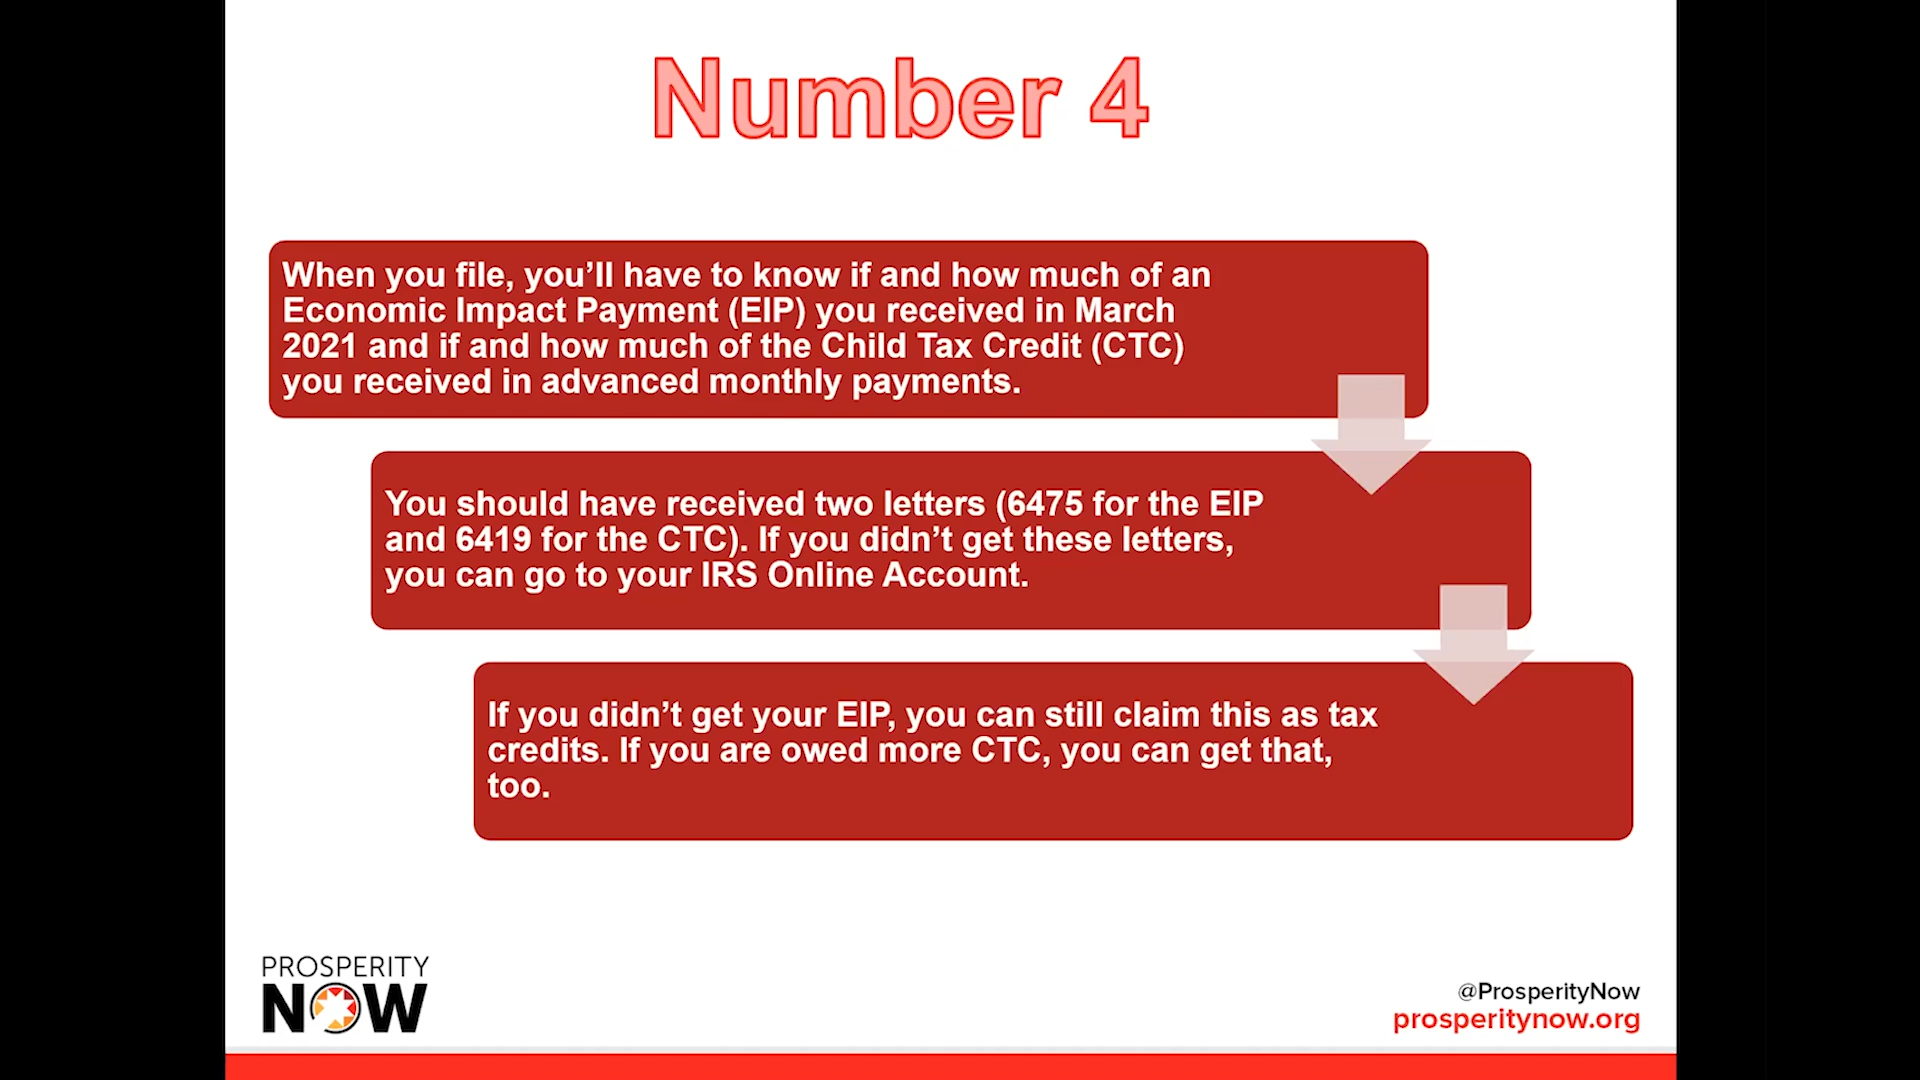 Number 4
When you file, you’ll have to know if and how much of an
Economic Impact Payment (EIP) you received in March
2021 and if and how much of the Child Tax Credit (CTC)
you received in advanced monthly payments.
You should have received two letters (6475 for the EIP
and 6419 for the CTC). If you didn’t get these letters,
you can go to your IRS Online Account.
If you didn’t get your EIP, you can still claim this as tax
credits. If you are owed more CTC, you can get that,
too.
PROSPERITY
NOW
@ProsperityNow
prosperitynow.org